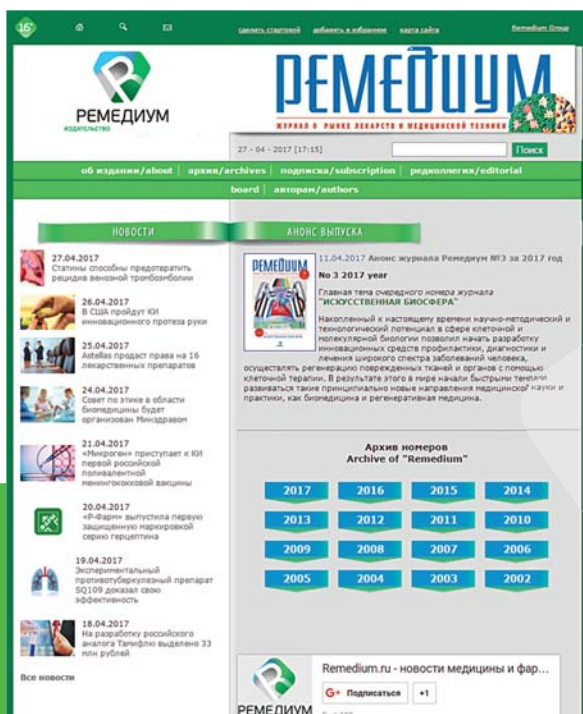 16+
сделать стартовой добавить в избранное карта сайта Remedium Group
РЕМЕДИУМ
ИЗДАТЕЛЬСТВО
РЕМЕДИУМ
ЖУРНАЛ О РЫНКЕ ЛЕКАРСТВ И МЕДИЦИНСКОЙ ТЕХНИКИ
27 - 04 - 2017 [17:15]
Поиск
об издании/about | архив/archives | подписка/subscription | редколлегия/editorial
board | авторам/authors
НОВОСТИ
27.04.2017
Статины способны предотвратить
рецидив венозной тромбоэмболии
26.04.2017
В США пройдут КИ
инновационного протеза руки
25.04.2017
Astellas продаст права на 16
лекарственных препаратов
24.04.2017
Совет по этике в области
биомедицины будет
организован Минздравом
21.04.2017
«Микроген» приступает к КИ
первой российской
поливалентной
менингококковой вакцины
20.04.2017
«Р-Фарм» выпустила первую
защищенную маркировкой
серию герцептина
19.04.2017
Экспериментальный
противотуберкулезный препарат
SQ109 доказал свою
эффективность
18.04.2017
На разработку российского
аналога Тамифлю выделено 33
млн рублей
Все новости
АНОНС ВЫПУСКА
РЕМЕДИУМ
11.04.2017 Анонс журнала Ремедиум №3 за 2017 год
No 3 2017 year
Главная тема очередного номера журнала
"ИСКУССТВЕННАЯ БИОСФЕРА"
Накопленный к настоящему времени научно-методический и
технологический потенциал в сфере клеточной и
молекулярной биологии позволил начать разработку
инновационных средств профилактики, диагностики и
лечения широкого спектра заболеваний человека,
осуществлять регенерацию поврежденных тканей и органов с помощью
клеточной терапии. В результате этого в мире начали быстрыми темпами
развиваться такие принципиально новые направления медицинской науки и
практики, как биомедицина и регенеративная медицина.
Архив номеров
Archive of "Remedium"
2017 2016 2015 2014
2013 2012 2011 2010
2009 2008 2007 2006
2005 2004 2003 2002
РЕМЕДИУМ
Remedium.ru - новости медицины и фар...
G+ Подписаться +1